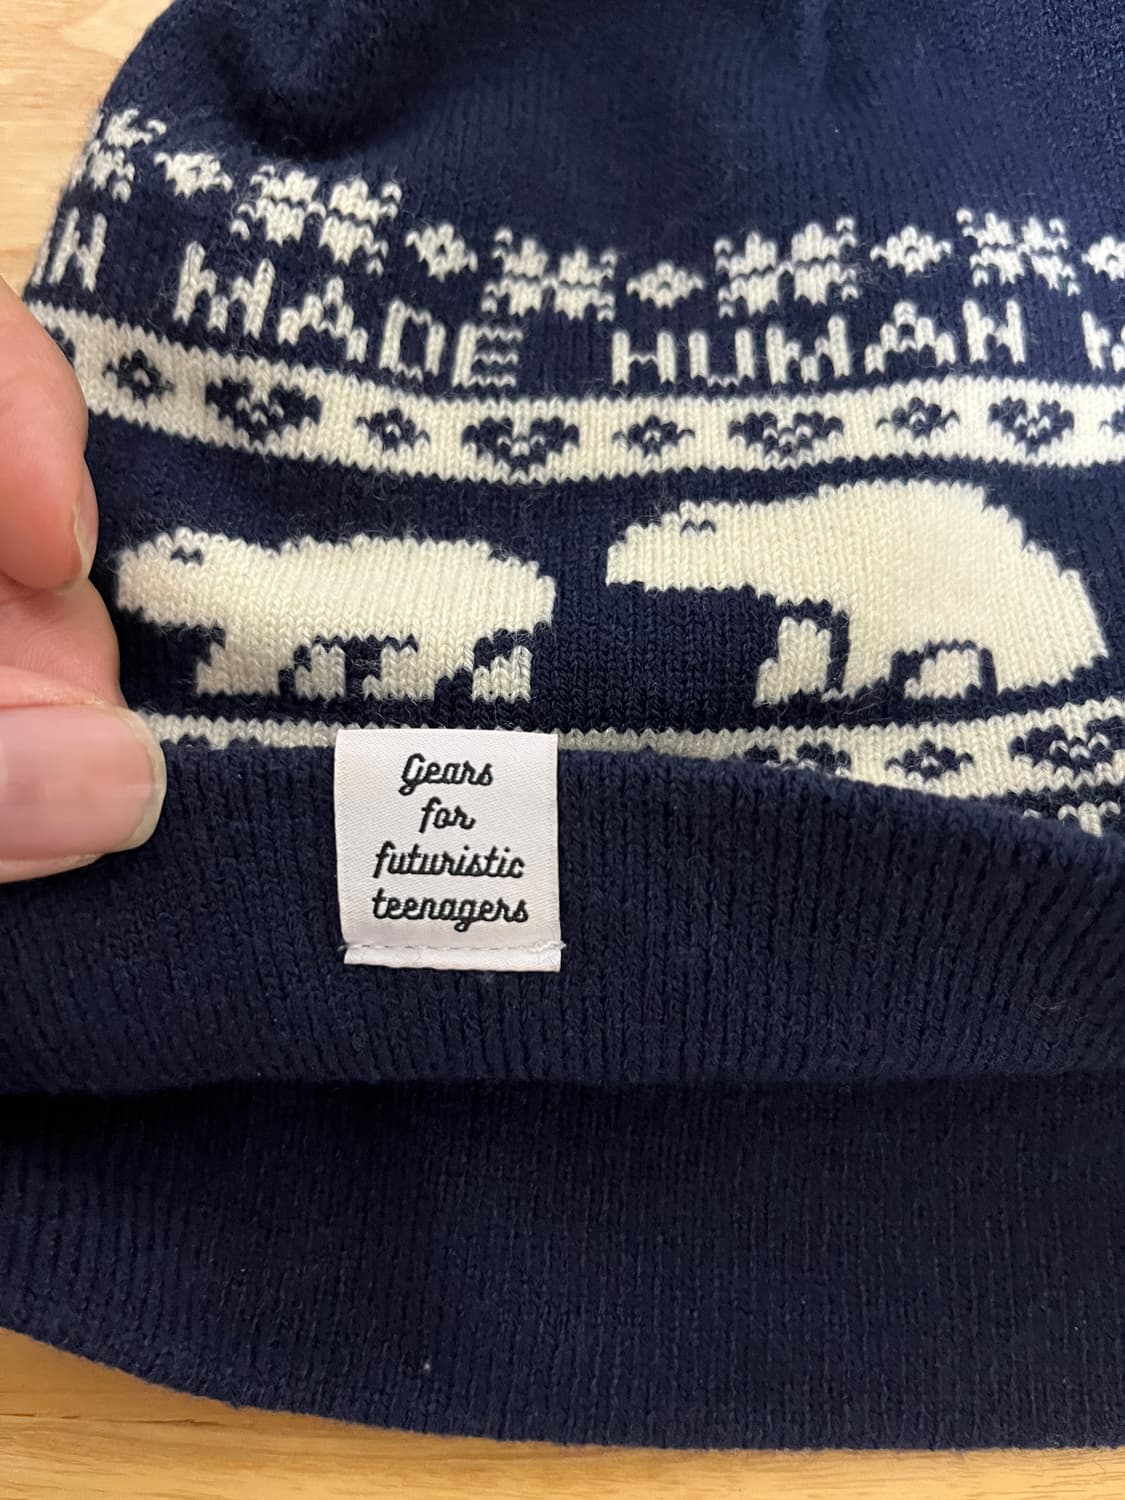 N MADE HUMAN M
Gears
for
futuristic
teenagers